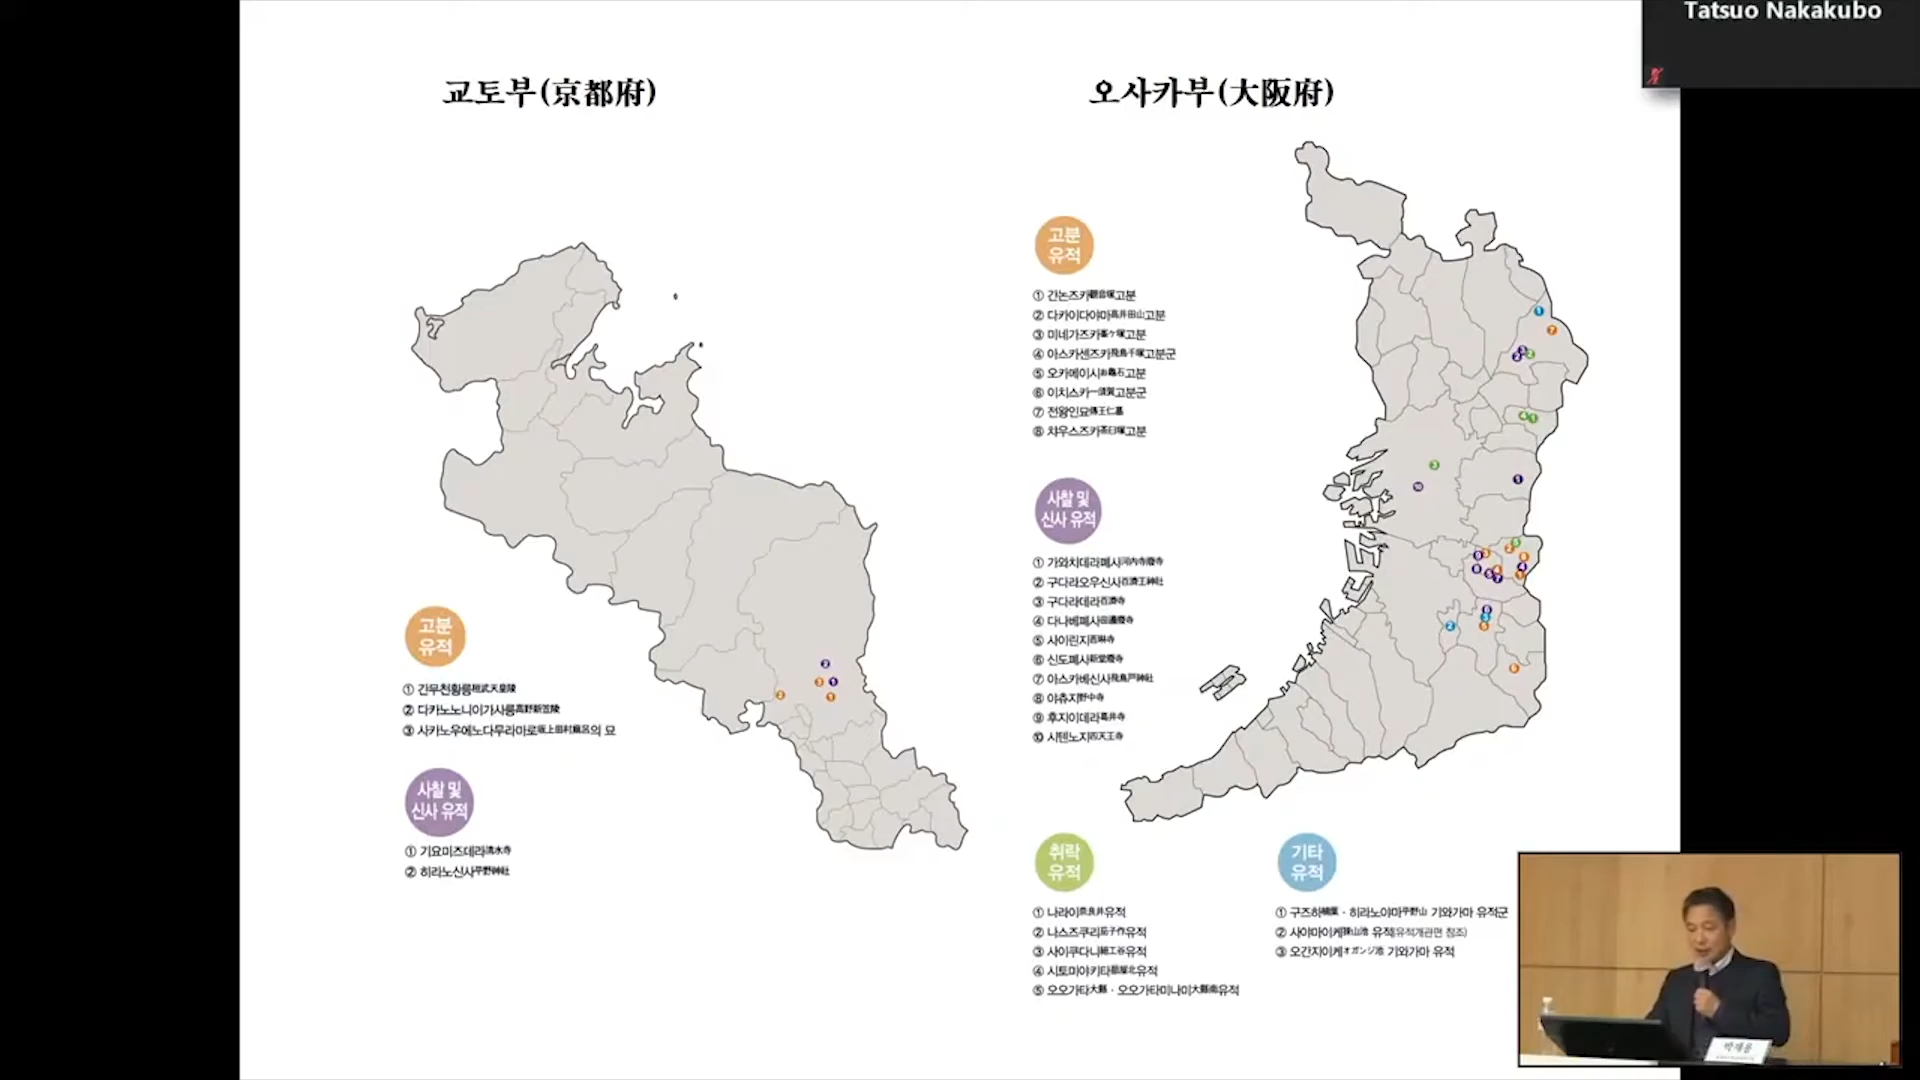 Tatsuo Nakakubo
교토부(京都府)
오사카부(大阪府)
고분
유적
① 간무천황릉桓武天皇陵
② 다카노노니이가사릉高野新笠陵
③ 사카노우에노다무라마로坂上田村麻呂의 묘
사찰 및
신사 유적
① 기요미즈데라清水寺
② 히라노신사平野神社
고분
유적
① 간논즈카觀音塚고분
② 다카이다야마高井田山고분
③ 미네가즈카峯ケ塚고분
④ 아스카센즈카飛鳥千塚고분군
⑤ 오카메이시お亀石고분
⑥ 이치스카一須賀고분군
⑦ 전왕인묘傳王仁墓
⑧ 챠우스즈카茶臼塚고분
사찰 및
신사 유적
① 가와치데라폐사河内寺廢寺
② 구다라오우신사百濟王神社
③ 구다라데라百濟寺
④ 다나베폐사田邊廢寺
⑤ 사이린지西琳寺
⑥ 신도폐사新堂廢寺
⑦ 아스카베신사飛鳥戸神社
⑧ 야츄지野中寺
⑨ 후지이데라葛井寺
⑩ 시텐노지四天王寺
취락
유적
① 나라이奈良井유적
② 나스즈쿠리茄子作유적
③ 사이쿠다니細工谷유적
④ 시토미야키타蔀屋北유적
⑤ 오오가타大縣 · 오오가타미나미大縣南유적
기타
유적
① 구즈하楠葉 · 히라노야마平野山 기와가마 유적군
② 사야마이케狹山池 유적(유적개관면 참조)
③ 오간지이케オガンジ池 기와가마 유적
박재용